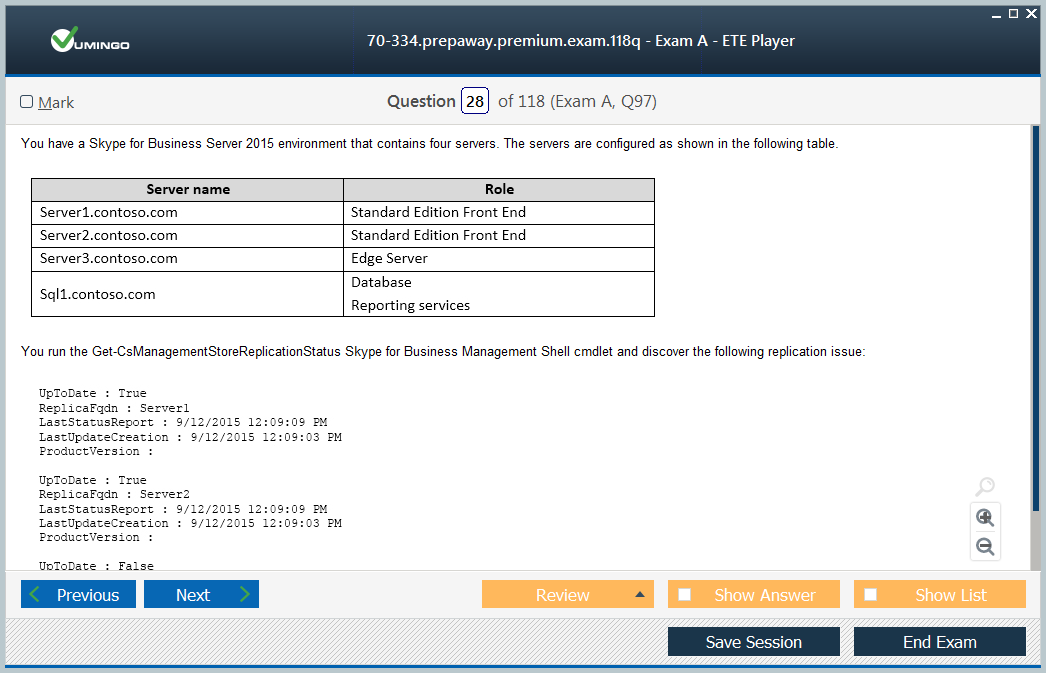 VUMINGO
70-334.prepaway.premium.exam.118q - Exam A - ETE Player
Mark
Question 28 of 118 (Exam A, Q97)
You have a Skype for Business Server 2015 environment that contains four servers. The servers are configured as shown in the following table.
Server name Role
Server1.contoso.com Standard Edition Front End
Server2.contoso.com Standard Edition Front End
Server3.contoso.com Edge Server
Sql1.contoso.com Database
Reporting services
You run the Get-CsManagementStoreReplicationStatus Skype for Business Management Shell cmdlet and discover the following replication issue:
UpToDate : True
ReplicaFqdn : Server1
LastStatusReport : 9/12/2015 12:09:09 PM
LastUpdateCreation : 9/12/2015 12:09:03 PM
ProductVersion :
UpToDate : True
ReplicaFqdn : Server2
LastStatusReport : 9/12/2015 12:09:09 PM
LastUpdateCreation : 9/12/2015 12:09:03 PM
ProductVersion :
UpToDate : False
Previous Next Review Show Answer Show List
Save Session End Exam